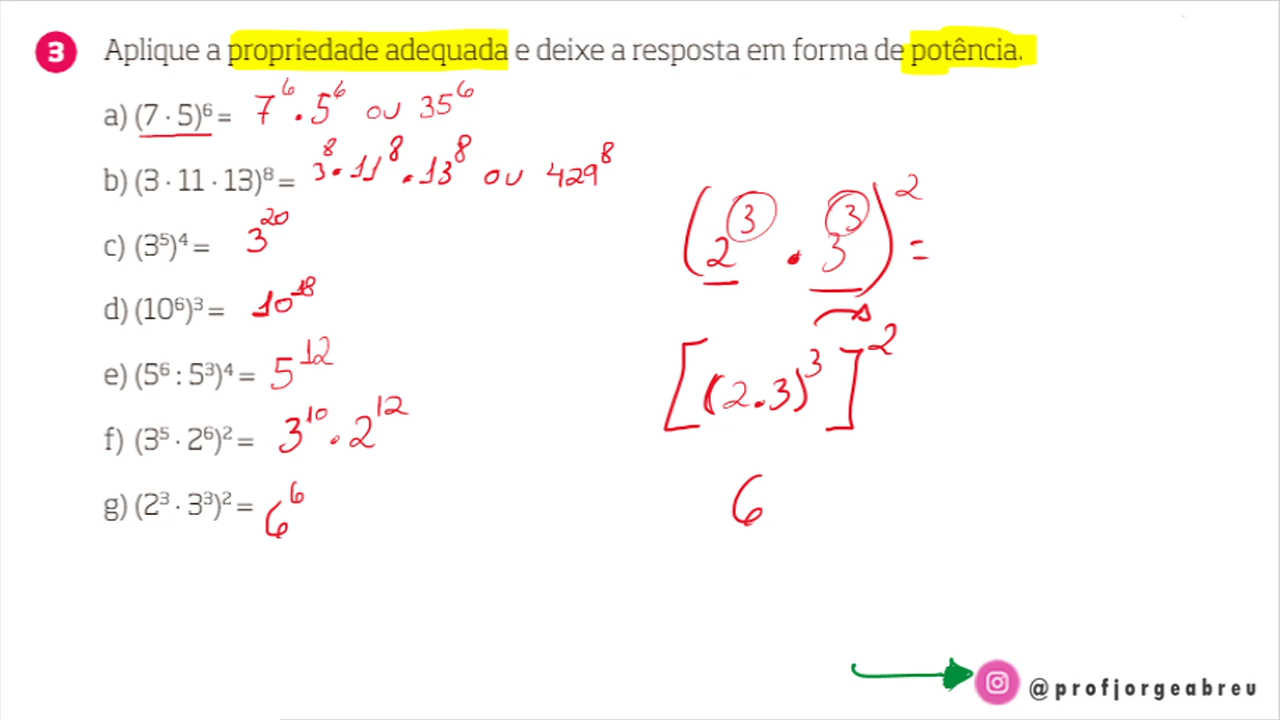 3 Aplique a propriedade adequada e deixe a resposta em forma de potência.
a) (7 · 5)⁶ = 7⁶ . 5⁶ ou 35⁶
b) (3 · 11 · 13)⁸ = 3⁸ . 11⁸ . 13⁸ ou 429⁸
c) (3⁵)⁴ = 3²⁰
d) (10⁶)³ = 10¹⁸
e) (5⁶ : 5³)⁴ = 5¹²
f) (3⁵ · 2⁶)² = 3¹⁰ . 2¹²
g) (2³ · 3³)² = 6⁶
(2³ . 3³)² =
[(2.3)³]²
6
@profjorgeabreu